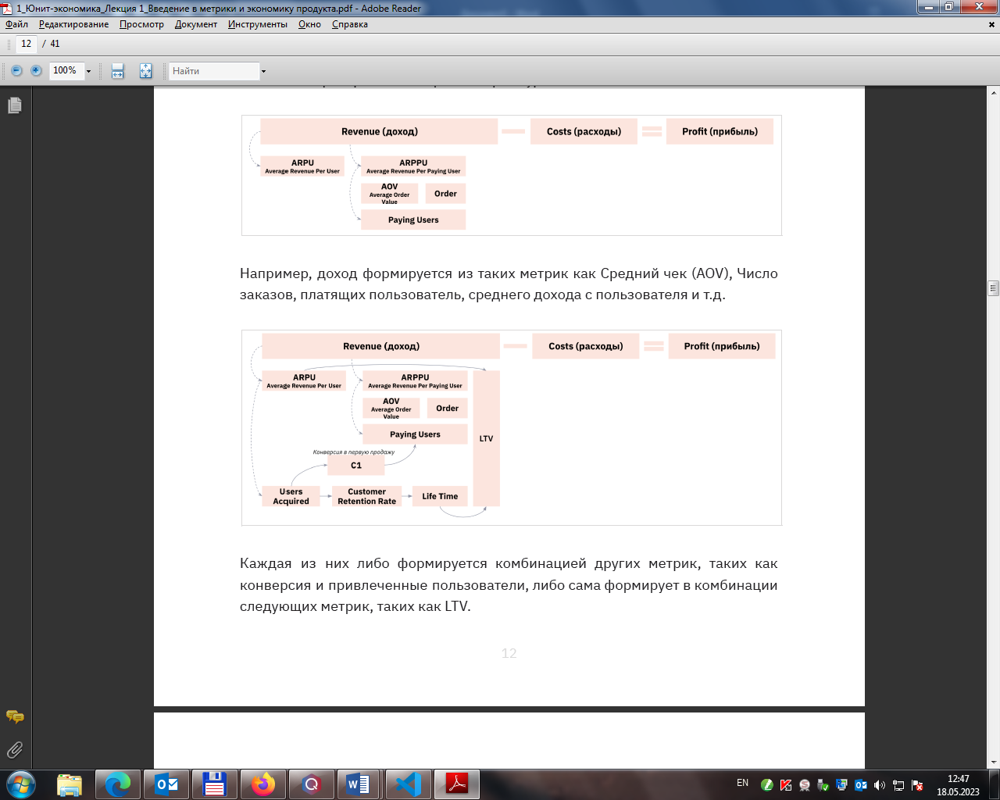 1_Юнит-экономика_Лекция 1_Введение в метрики и экономику продукта.pdf - Adobe Reader
Файл Редактирование Просмотр Документ Инструменты Окно Справка
12 / 41
100% Найти
Revenue (доход) Costs (расходы) Profit (прибыль)
ARPU
Average Revenue Per User
ARPPU
Average Revenue Per Paying User
AOV
Average Order
Value
Order
Paying Users
Например, доход формируется из таких метрик как Средний чек (AOV), Число
заказов, платящих пользователь, среднего дохода с пользователя и т.д.
Revenue (доход) Costs (расходы) Profit (прибыль)
ARPU
Average Revenue Per User
ARPPU
Average Revenue Per Paying User
AOV
Average Order
Value
Order
Paying Users
LTV
Конверсия в первую продажу
C1
Users
Acquired
Customer
Retention Rate
Life Time
Каждая из них либо формируется комбинацией других метрик, таких как
конверсия и привлеченные пользователи, либо сама формирует в комбинации
следующих метрик, таких как LTV.
12
EN
12:47
18.05.2023